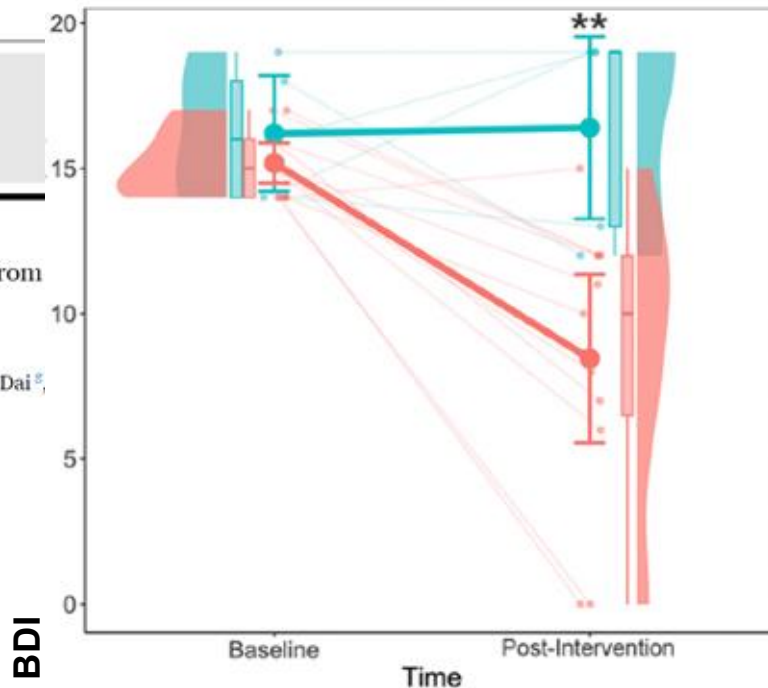 20
**
15
rom
10
Dai g,
5
0
BDI
Baseline
Post-Intervention
Time